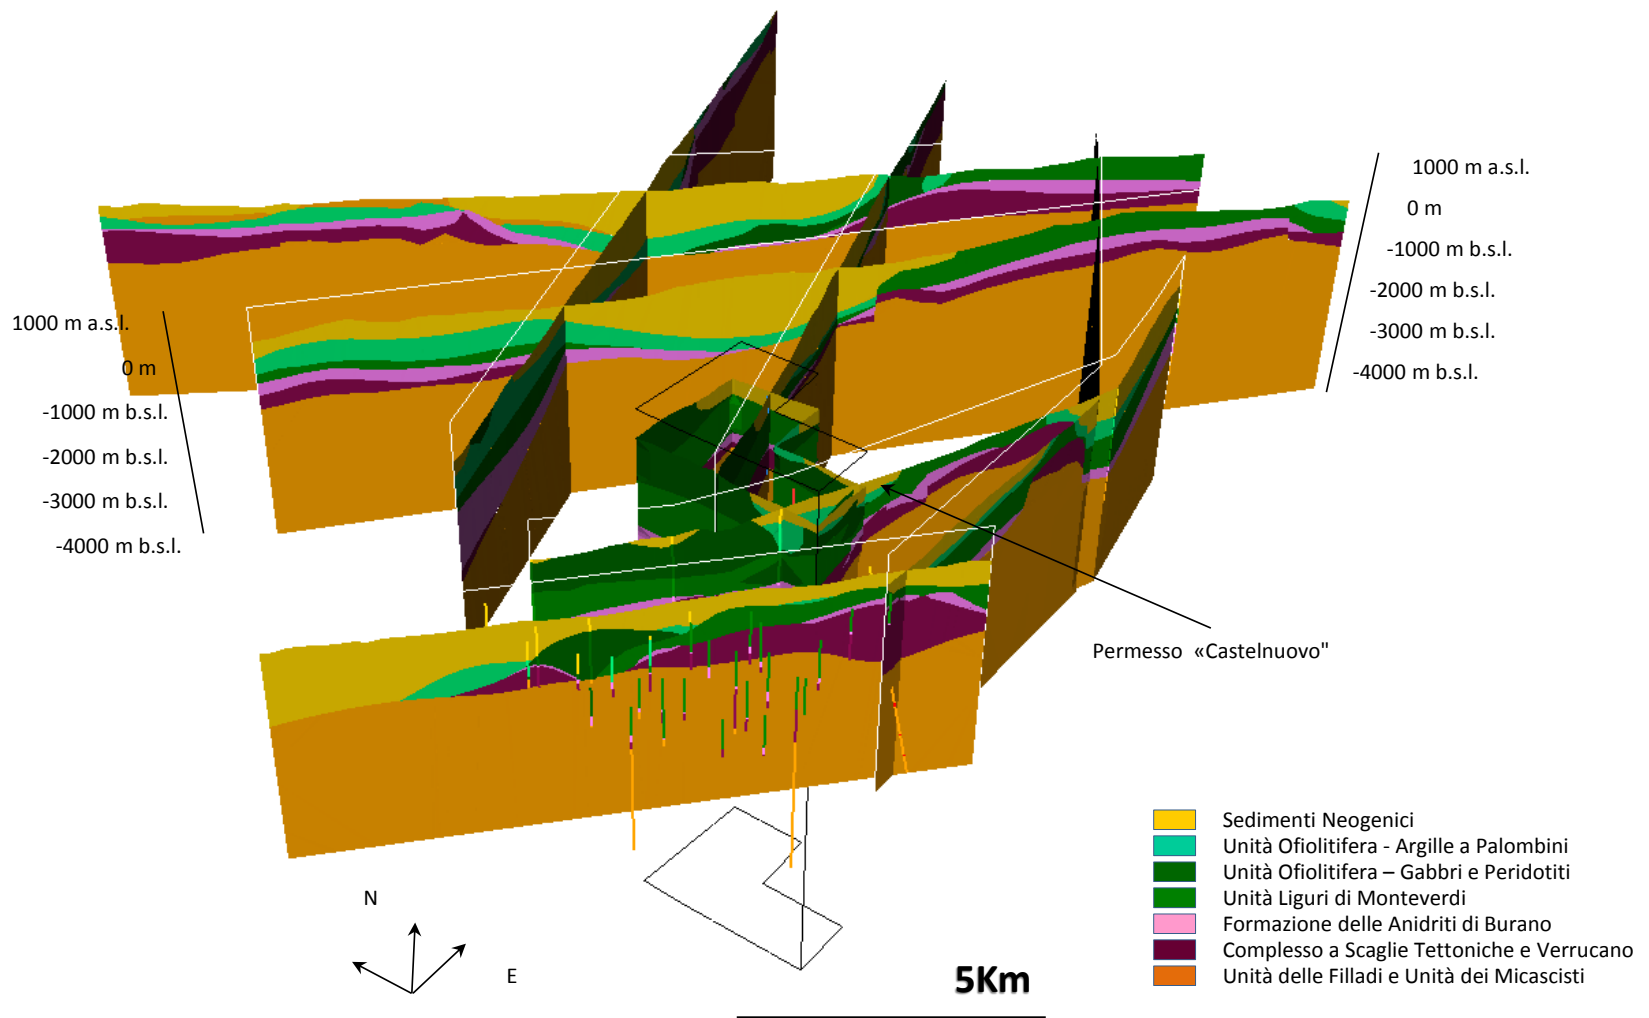 1000 m a.s.l.
0 m
-1000 m b.s.l.
-2000 m b.s.l.
-3000 m b.s.l.
-4000 m b.s.l.
1000 m a.s.l.
0 m
-1000 m b.s.l.
-2000 m b.s.l.
-3000 m b.s.l.
-4000 m b.s.l.
Permesso «Castelnuovo"
N
E
5Km
Sedimenti Neogenici
Unità Ofiolitifera - Argille a Palombini
Unità Ofiolitifera – Gabbri e Peridotiti
Unità Liguri di Monteverdi
Formazione delle Anidriti di Burano
Complesso a Scaglie Tettoniche e Verrucano
Unità delle Filladi e Unità dei Micascisti